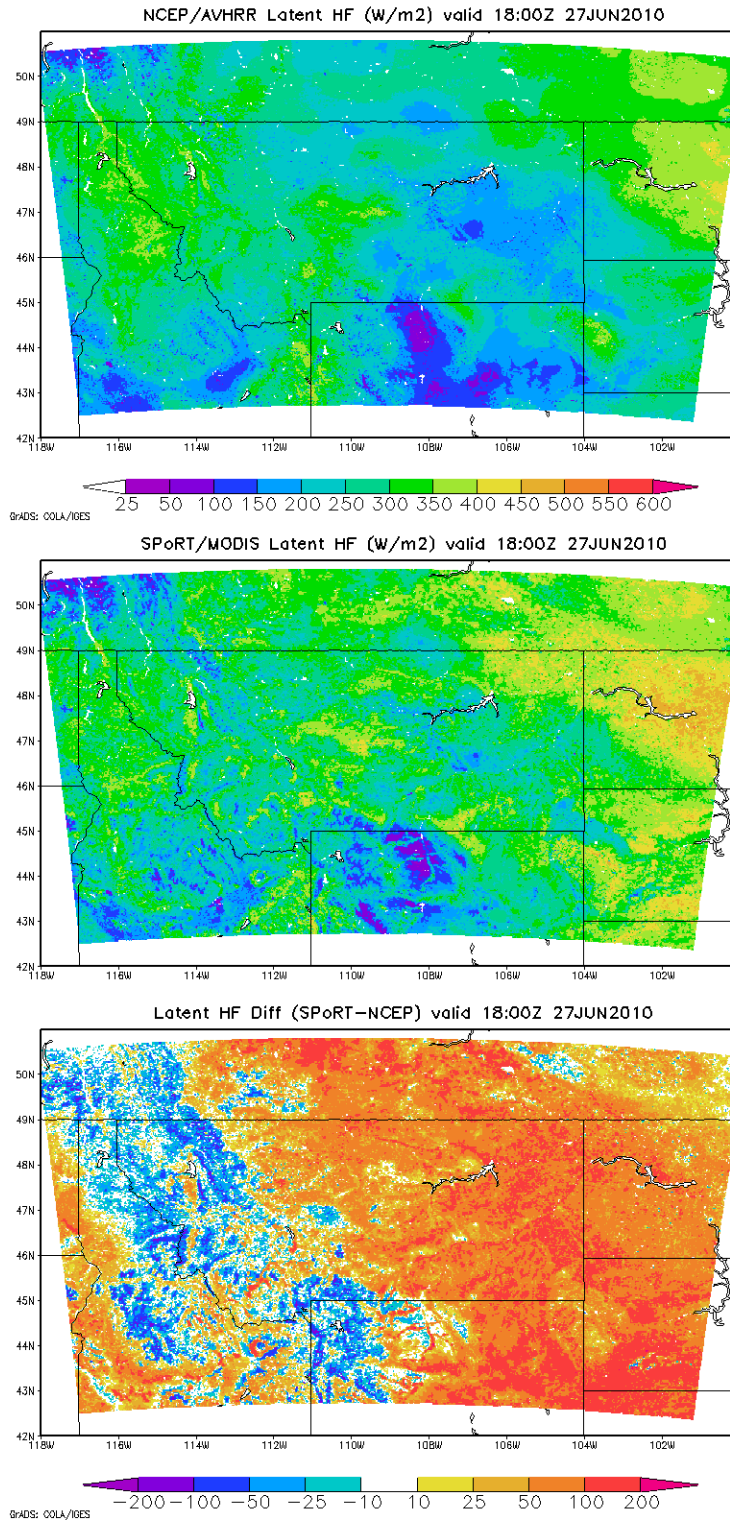 NCEP/AVHRR Latent HF (W/m2) valid 18:00Z 27JUN2010
50N
49N
48N
47N
46N
45N
44N
43N
42N
118W 116W 114W 112W 110W 108W 106W 104W 102W
25 50 100 150 200 250 300 350 400 450 500 550 600
GrADS: COLA/IGES
SPoRT/MODIS Latent HF (W/m2) valid 18:00Z 27JUN2010
50N
49N
48N
47N
46N
45N
44N
43N
42N
118W 116W 114W 112W 110W 108W 106W 104W 102W
Latent HF Diff (SPoRT-NCEP) valid 18:00Z 27JUN2010
50N
49N
48N
47N
46N
45N
44N
43N
42N
118W 116W 114W 112W 110W 108W 106W 104W 102W
-200 -100 -50 -25 -10 10 25 50 100 200
GrADS: COLA/IGES